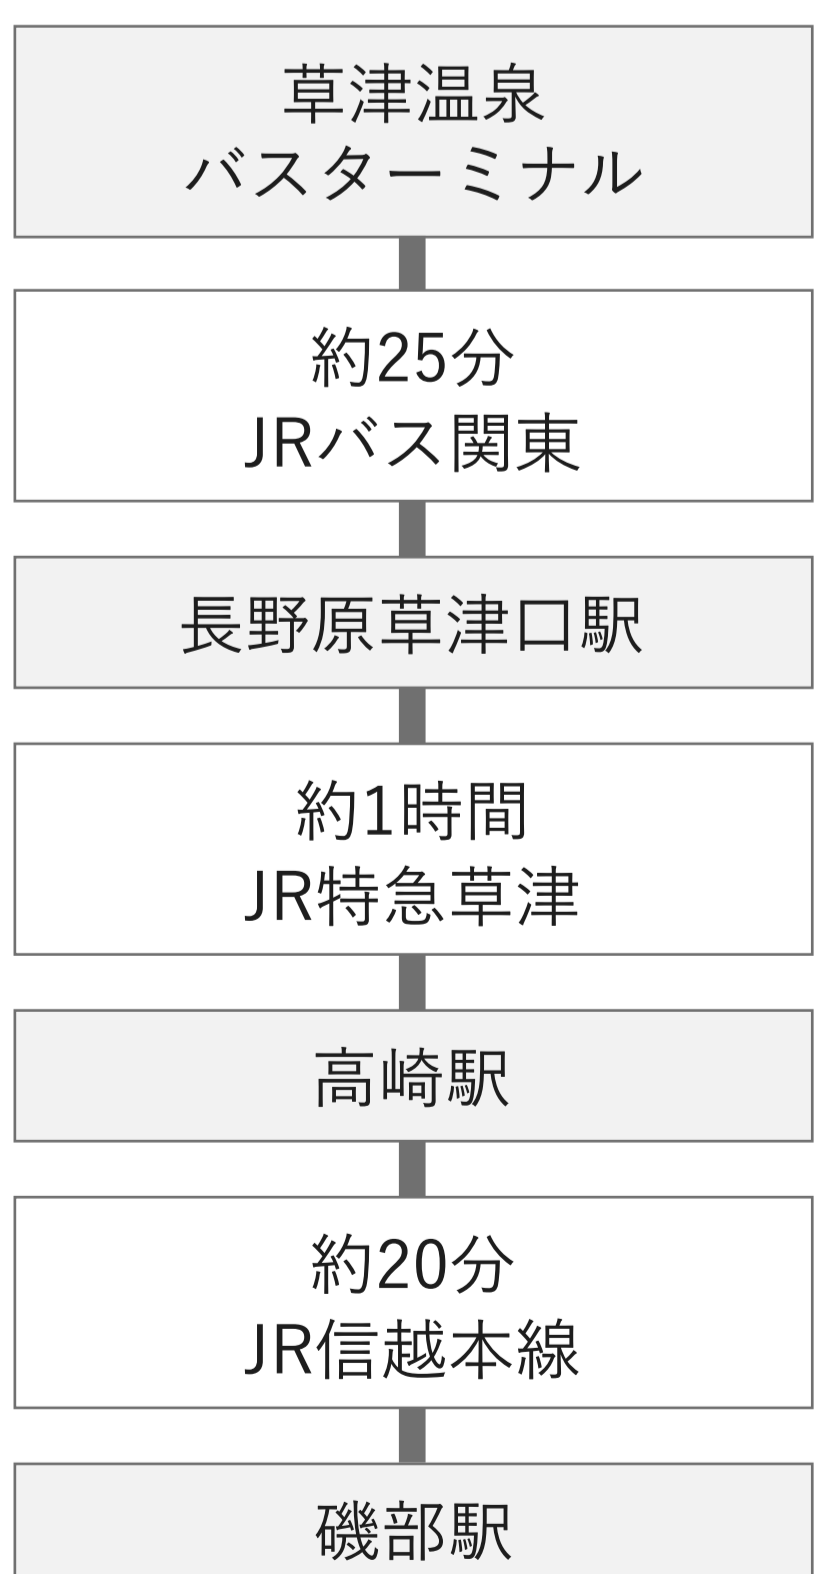 草津温泉
バスターミナル
約25分
JRバス関東
長野原草津口駅
約1時間
JR特急草津
高崎駅
約20分
JR信越本線
磯部駅